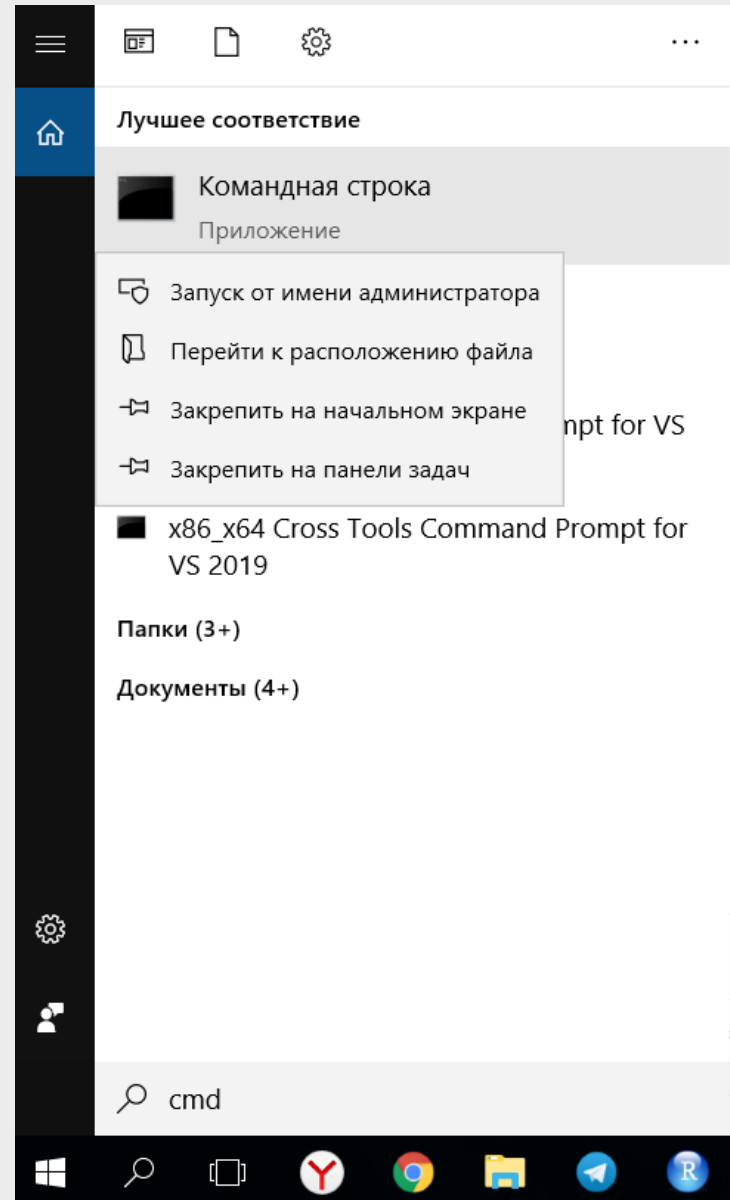 Лучшее соответствие
Командная строка
Приложение
Запуск от имени администратора
Перейти к расположению файла
Закрепить на начальном экране
Закрепить на панели задач
for VS
x86_x64 Cross Tools Command Prompt for
VS 2019
Папки (3+)
Документы (4+)
cmd
Y
R